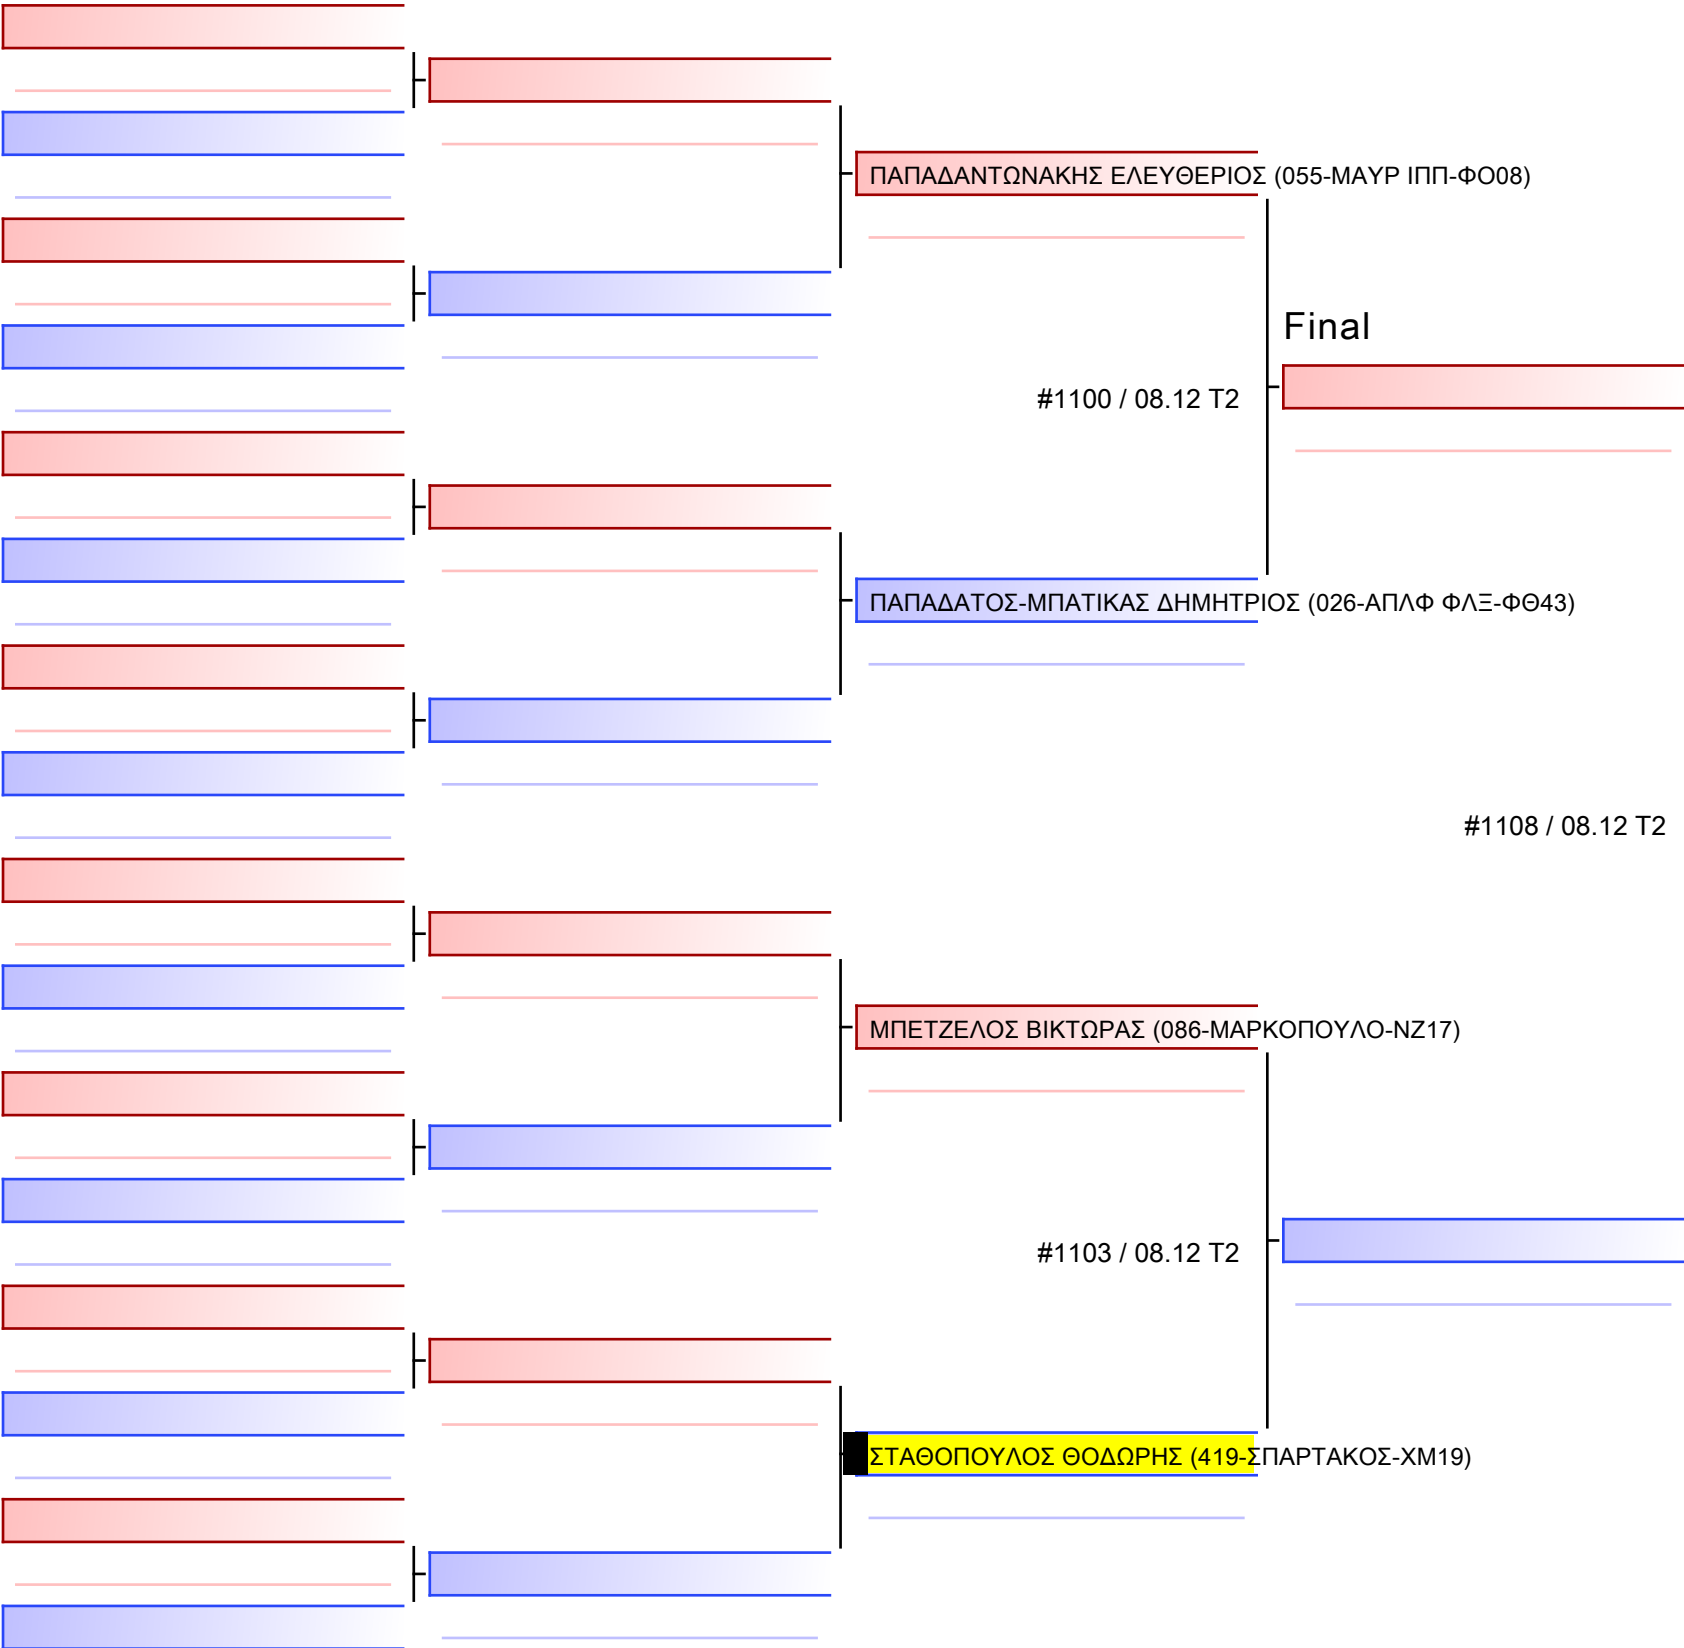 ΠΑΠΑΔΑΝΤΩΝΑΚΗΣ ΕΛΕΥΘΕΡΙΟΣ (055-ΜΑΥΡ ΙΠΠ-ΦΟ08)
Final
#1100 / 08.12 T2
ΠΑΠΑΔΑΤΟΣ-ΜΠΑΤΙΚΑΣ ΔΗΜΗΤΡΙΟΣ (026-ΑΠΛΦ ΦΛΞ-ΦΘ43)
#1108 / 08.12 T2
ΜΠΕΤΖΕΛΟΣ ΒΙΚΤΩΡΑΣ (086-ΜΑΡΚΟΠΟΥΛΟ-ΝΖ17)
#1103 / 08.12 T2
ΣΤΑΘΟΠΟΥΛΟΣ ΘΟΔΩΡΗΣ (419-ΣΠΑΡΤΑΚΟΣ-ΧΜ19)